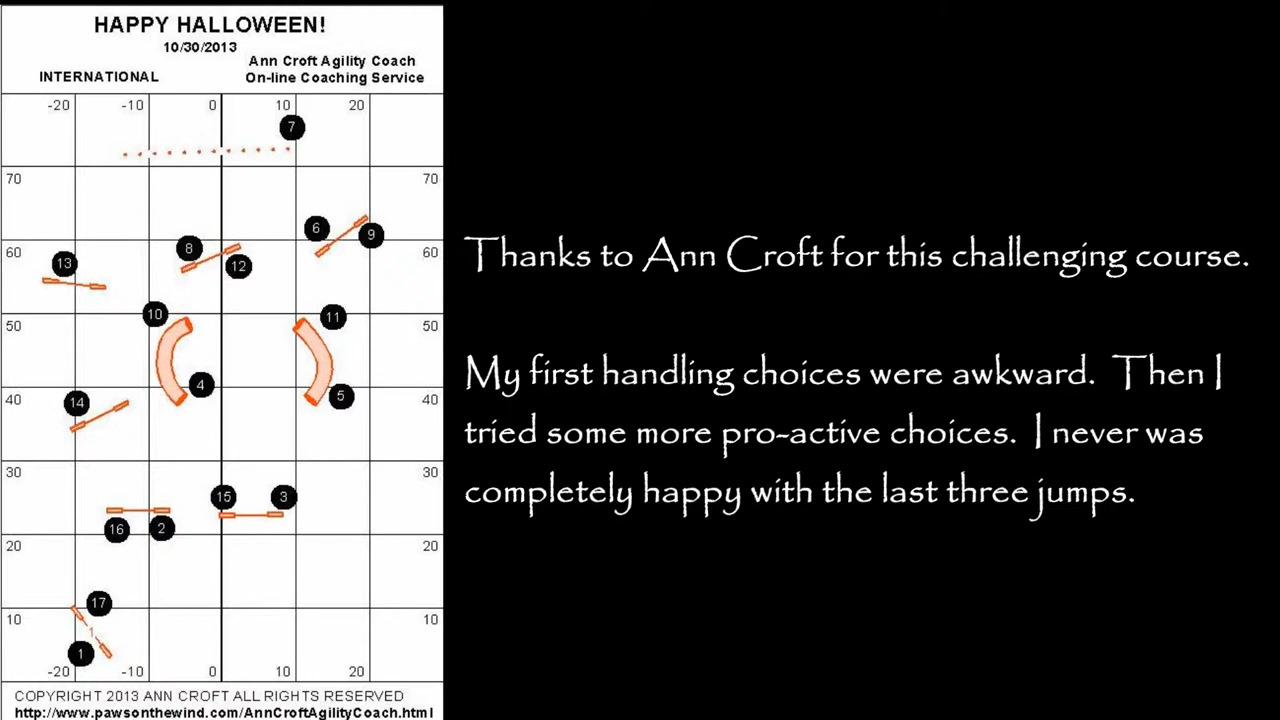 HAPPY HALLOWEEN!
10/30/2013
Ann Croft Agility Coach
INTERNATIONAL On-line Coaching Service
-20 -10 0 10 20
7
70 70
6
8 9
60 60
13 12
10 11
50 50
4
5
40 40
14
30 30
15 3
16 2
20 20
17
10 10
1
1
-20 -10 0 10 20
COPYRIGHT 2013 ANN CROFT ALL RIGHTS RESERVED
http://www.pawsonthewind.com/AnnCroftAgilityCoach.html
Thanks to Ann Croft for this challenging course.
My first handling choices were awkward. Then I
tried some more pro-active choices. I never was
completely happy with the last three jumps.